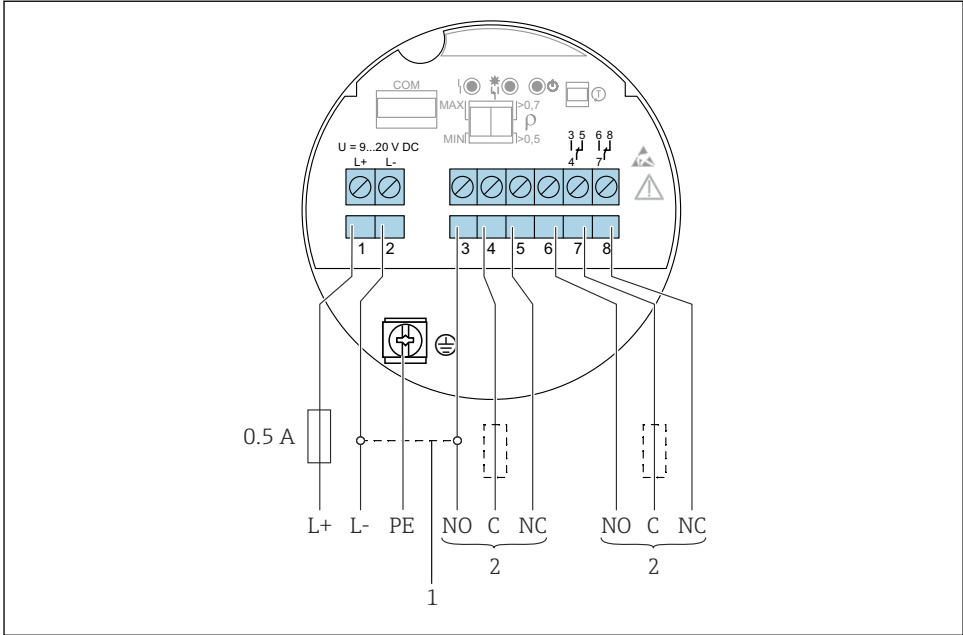 COM
MAX >0,7
ρ
MIN >0,5
T
U = 9...20 V DC
L+ L-
3 5 6 8
4 7
1 2 3 4 5 6 7 8
0.5 A
L+ L- PE NO C NC NO C NC
2 2
1